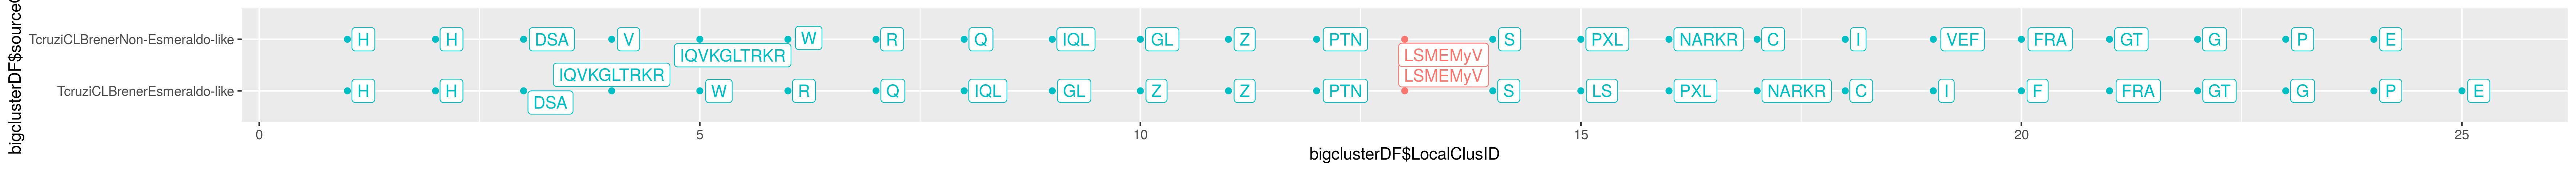 bigclusterDF$source
TcruziCLBrenerNon-Esmeraldo-like
H H DSA V IQVKGLTRKR W R Q IQL GL Z PTN LSMEMyV S PXL NARKR C I VEF FRA GT G P E
TcruziCLBrenerEsmeraldo-like
H H DSA IQVKGLTRKR W R Q IQL GL Z Z PTN LSMEMyV S LS PXL NARKR C I F FRA GT G P E
0 5 10 15 20 25
bigclusterDF$LocalClusID